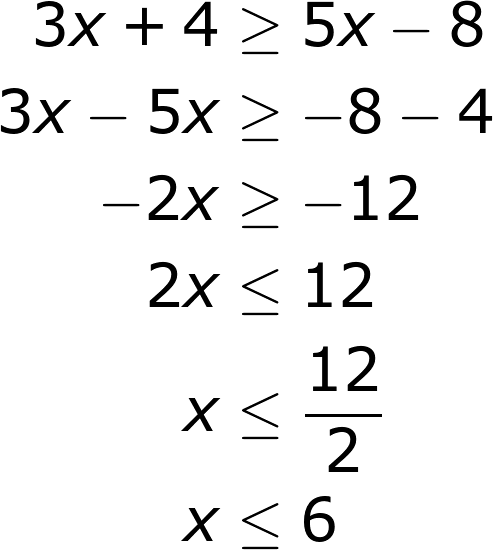 3x + 4 ≥ 5x − 8
3x − 5x ≥ −8 − 4
−2x ≥ −12
2x ≤ 12
x ≤ 12/2
x ≤ 6